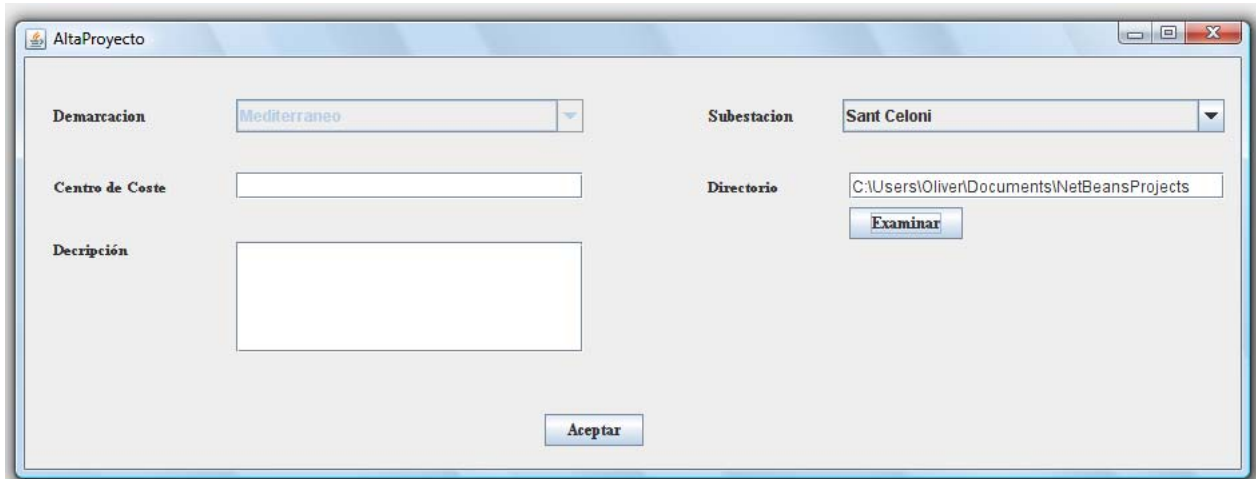 AltaProyecto
Demarcacion Mediterraneo Subestacion Sant Celoni
Centro de Coste Directorio C:\Users\Oliver\Documents\NetBeansProjects
Examinar
Decripción
Aceptar